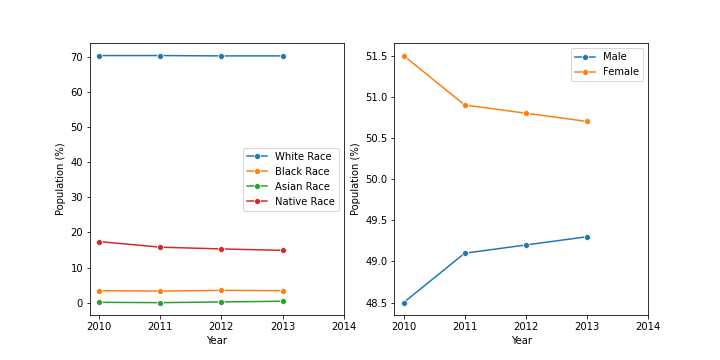 70
60
50
40
30
20
10
0
Population (%)
2010 2011 2012 2013 2014
Year
White Race
Black Race
Asian Race
Native Race
51.5
51.0
50.5
50.0
49.5
49.0
48.5
Population (%)
2010 2011 2012 2013 2014
Year
Male
Female